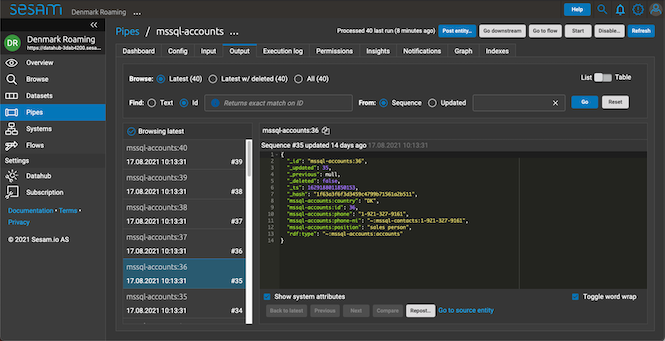 sesam
Denmark Roaming
...
Help
DR
Denmark Roaming
https://datahub-3dab4200.sesa...
Overview
Browse
Datasets
Pipes
Systems
Flows
Settings
Datahub
Subscription
Documentation • Terms •
Privacy
© 2021 Sesam.io AS
Pipes / mssql-accounts ...
Processed 40 last run (8 minutes ago)
Post entity...
Go downstream
Go to flow
Start
Disable...
Refresh
Dashboard
Config
Input
Output
Execution log
Permissions
Insights
Notifications
Graph
Indexes
Browse:
Latest (40)
Latest w/ deleted (40)
All (40)
List
Table
Find:
Text
Id
Returns exact match on ID
From:
Sequence
Updated
Go
Reset
Browsing latest
mssql-accounts:40
17.08.2021 10:13:31 #39
mssql-accounts:39
17.08.2021 10:13:31 #38
mssql-accounts:38
17.08.2021 10:13:31 #37
mssql-accounts:37
17.08.2021 10:13:31 #36
mssql-accounts:36
17.08.2021 10:13:31 #35
mssql-accounts:35
17.08.2021 10:13:31 #34
mssql-accounts:36
Sequence #35 updated 14 days ago 17.08.2021 10:13:31
1 {
2 "_id": "mssql-accounts:36",
3 "_updated": 35,
4 "_previous": null,
5 "_deleted": false,
6 "_ts": 1629188011850153,
7 "_hash": "1f63a3f6f3d3459c4799b71561a2b511",
8 "mssql-accounts:country": "DK",
9 "mssql-accounts:id": 36,
10 "mssql-accounts:phone": "1-921-327-9161",
11 "mssql-accounts:phone-ni": "~:mssql-contacts:1-921-327-9161",
12 "mssql-accounts:position": "sales person",
13 "rdf:type": "~:mssql-accounts:accounts"
14 }
Show system attributes
Toggle word wrap
Back to latest
Previous
Next
Compare
Repost...
Go to source entity